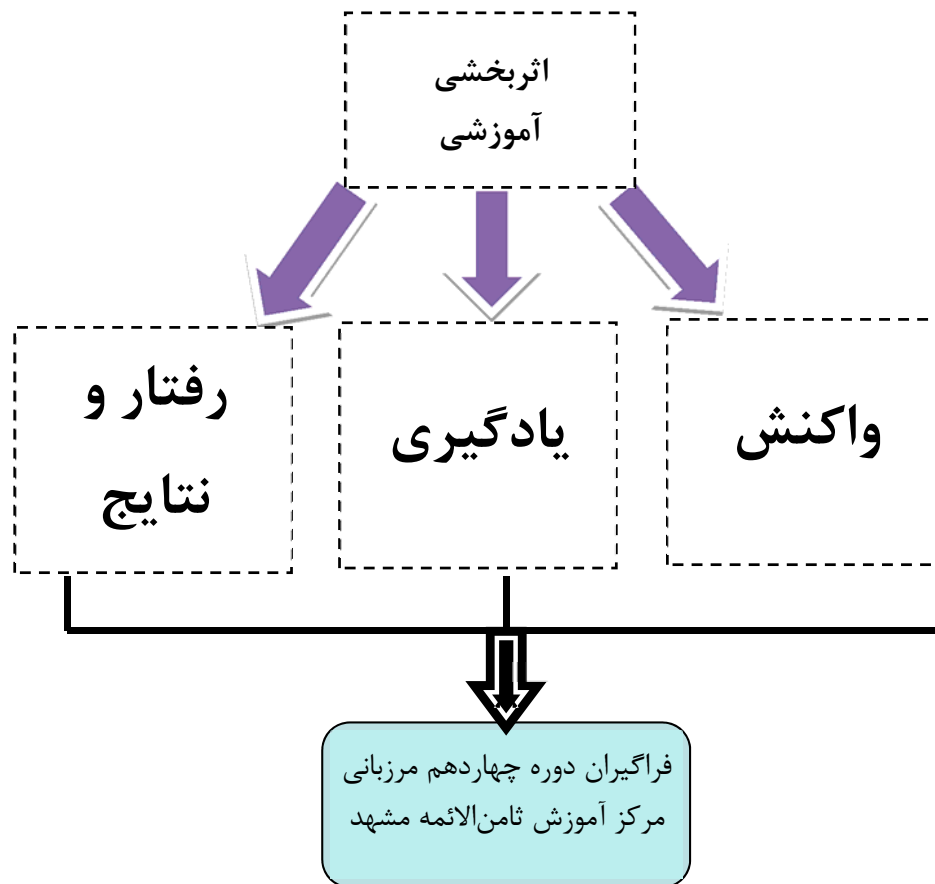 اثربخشی
آموزشی
واکنش
یادگیری
رفتار و
نتایج
فراگیران دوره چهاردهم مرزبانی
مرکز آموزش ثامن‌الائمه مشهد